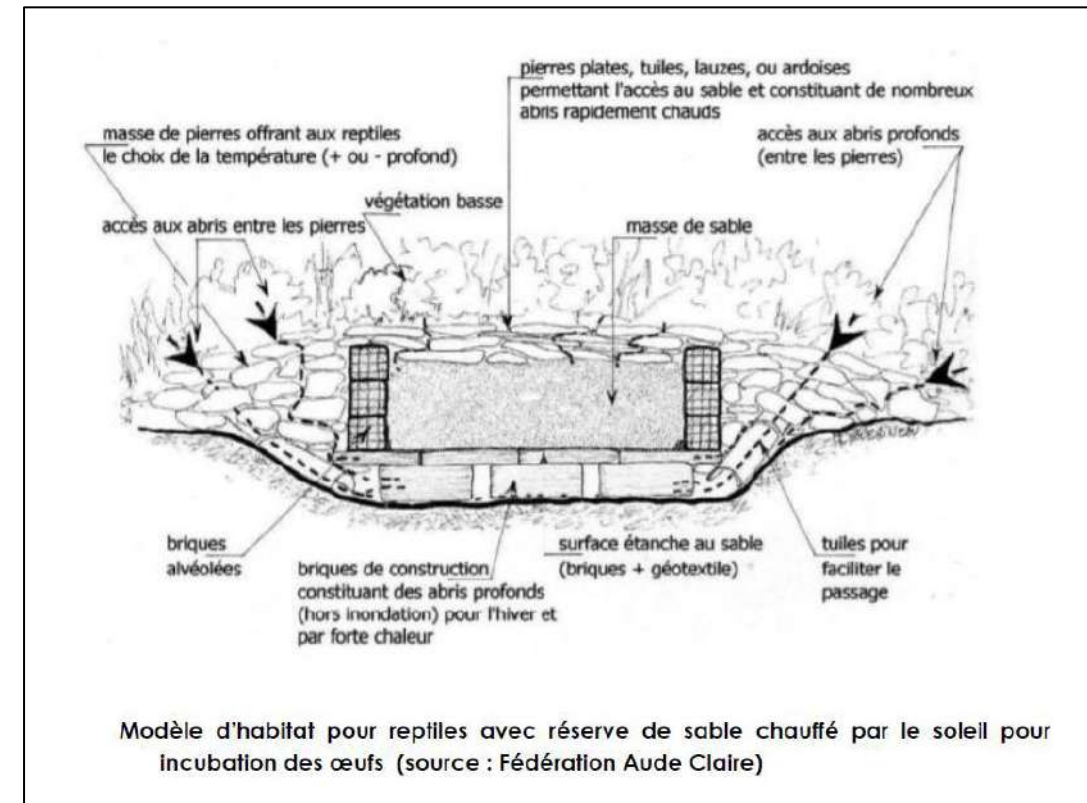 pierres plates, tuiles, lauzes, ou ardoises
permettant l'accès au sable et constituant de nombreux
abris rapidement chauds
masse de pierres offrant aux reptiles
le choix de la température (+ ou - profond)
accès aux abris profonds
(entre les pierres)
végétation basse
accès aux abris entre les pierres
masse de sable
briques
alvéolées
briques de construction
constituant des abris profonds
(hors inondation) pour l'hiver et
par forte chaleur
surface étanche au sable
(briques + géotextile)
tuiles pour
faciliter le
passage
Modèle d'habitat pour reptiles avec réserve de sable chauffé par le soleil pour
incubation des œufs (source : Fédération Aude Claire)